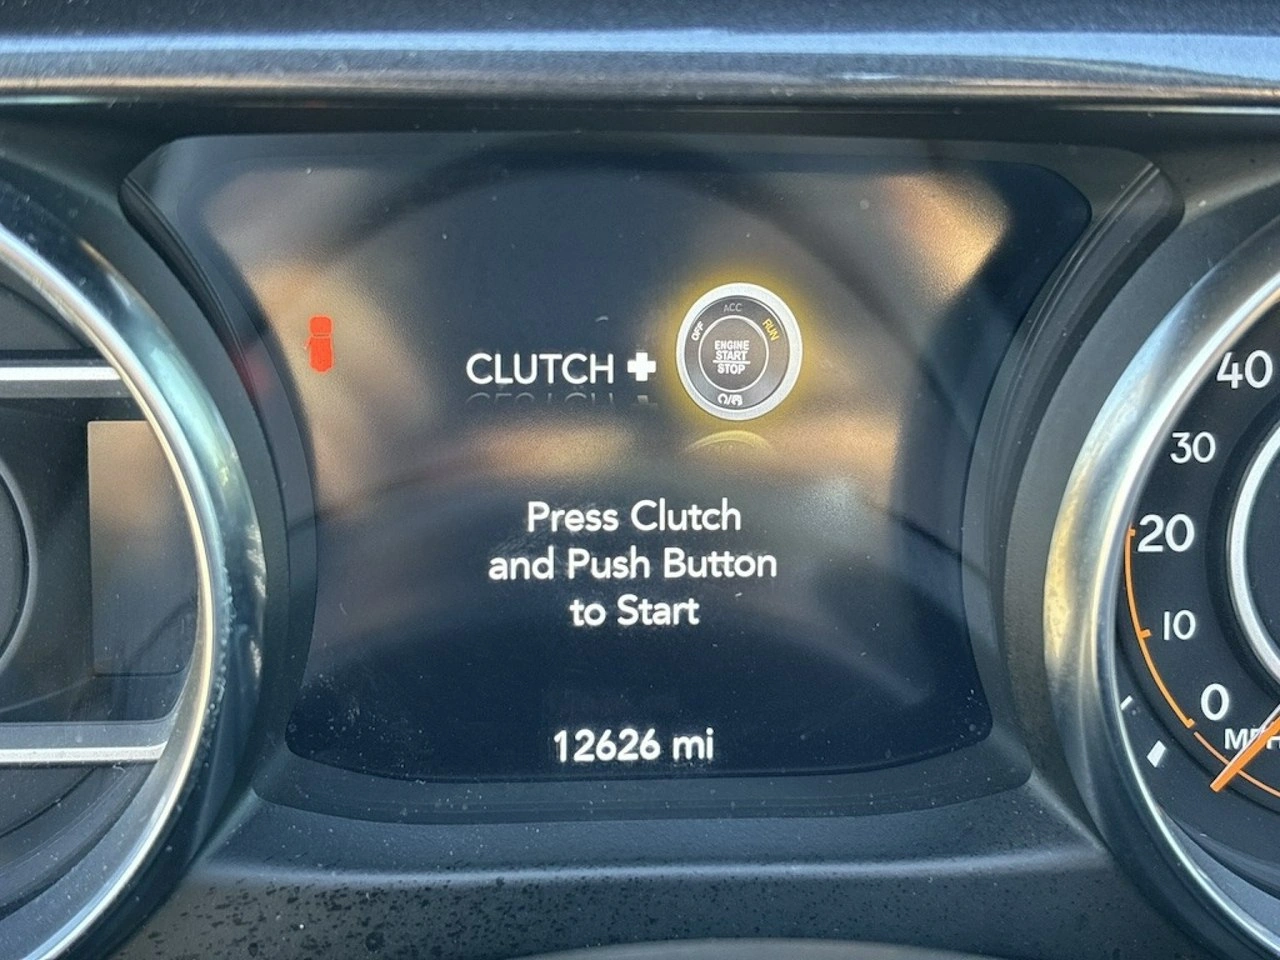 CLUTCH +
ACC
OFF
RUN
ENGINE
START
STOP
Press Clutch
and Push Button
to Start
12626 mi
40
30
20
10
0
MPH